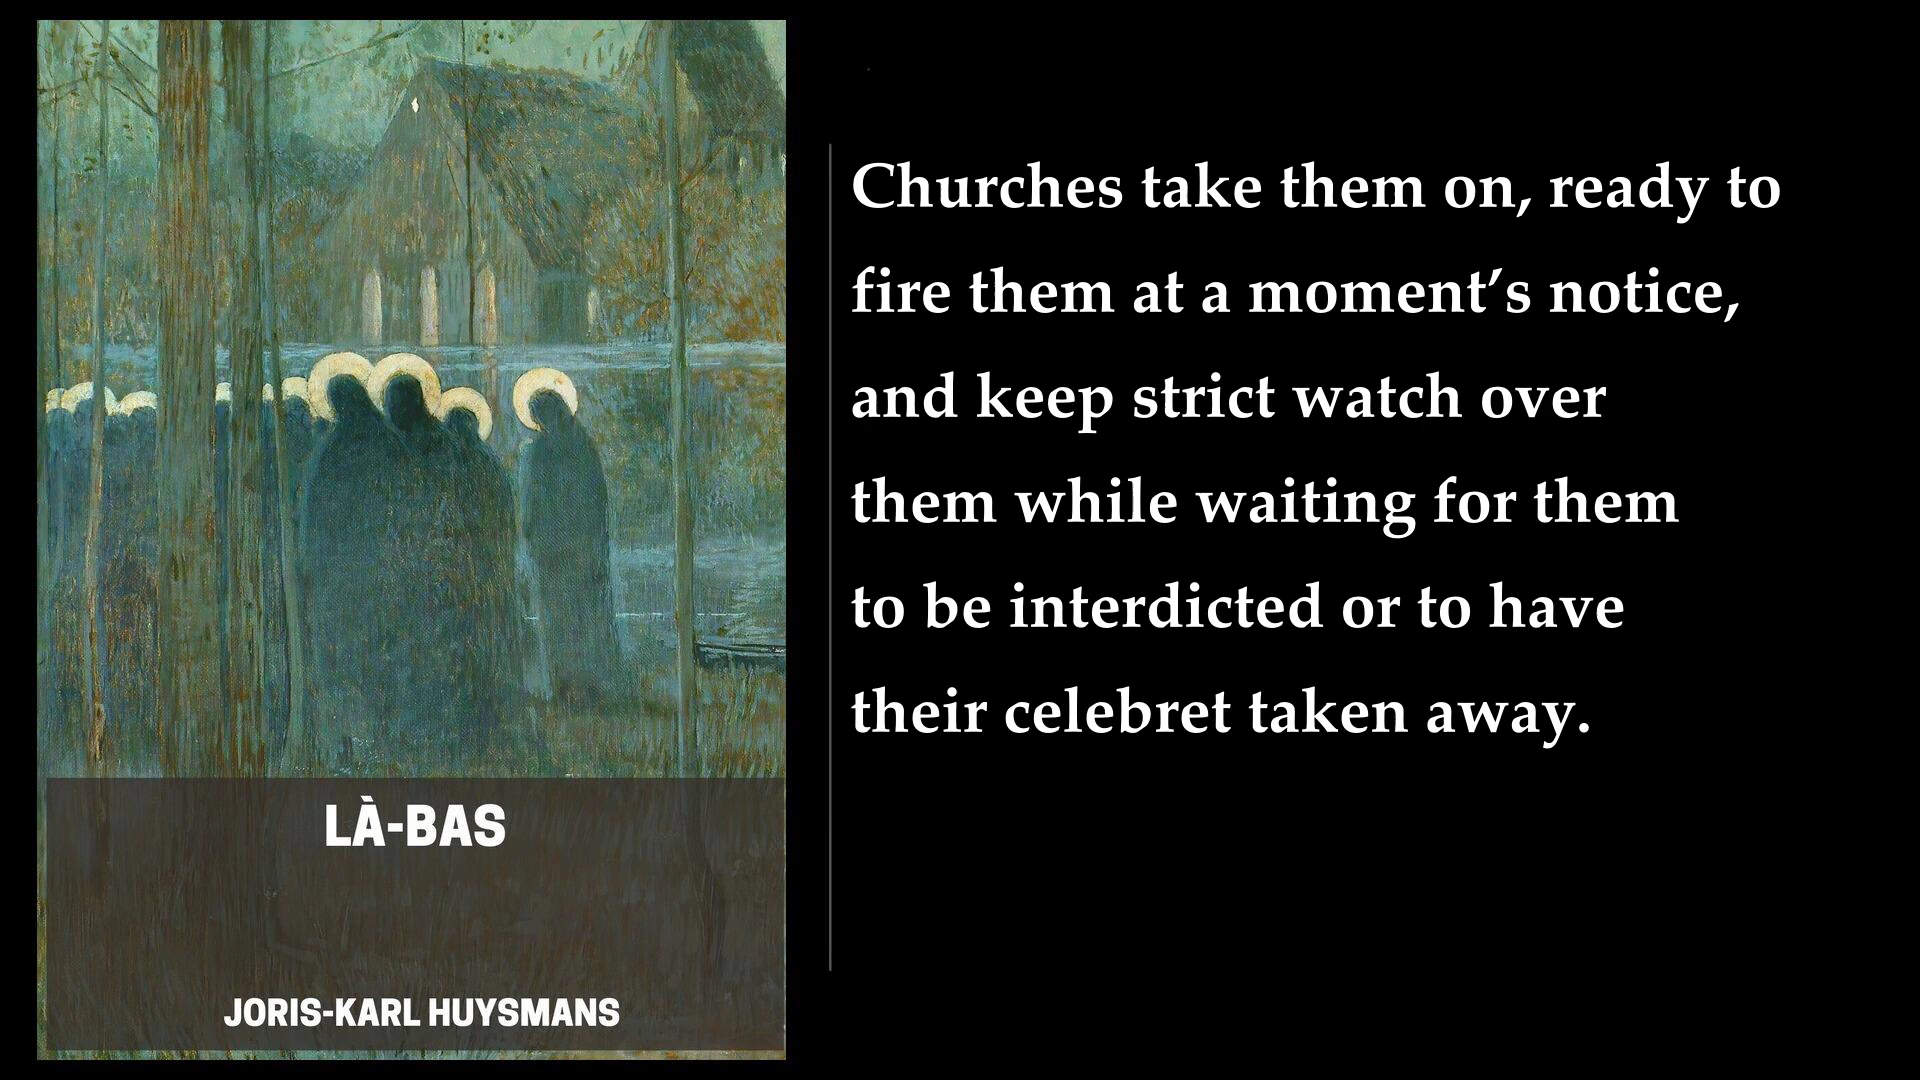 LÀ-BAS
JORIS-KARL HUYSMANS
Churches take them on, ready to
fire them at a moment’s notice,
and keep strict watch over
them while waiting for them
to be interdicted or to have
their celebret taken away.